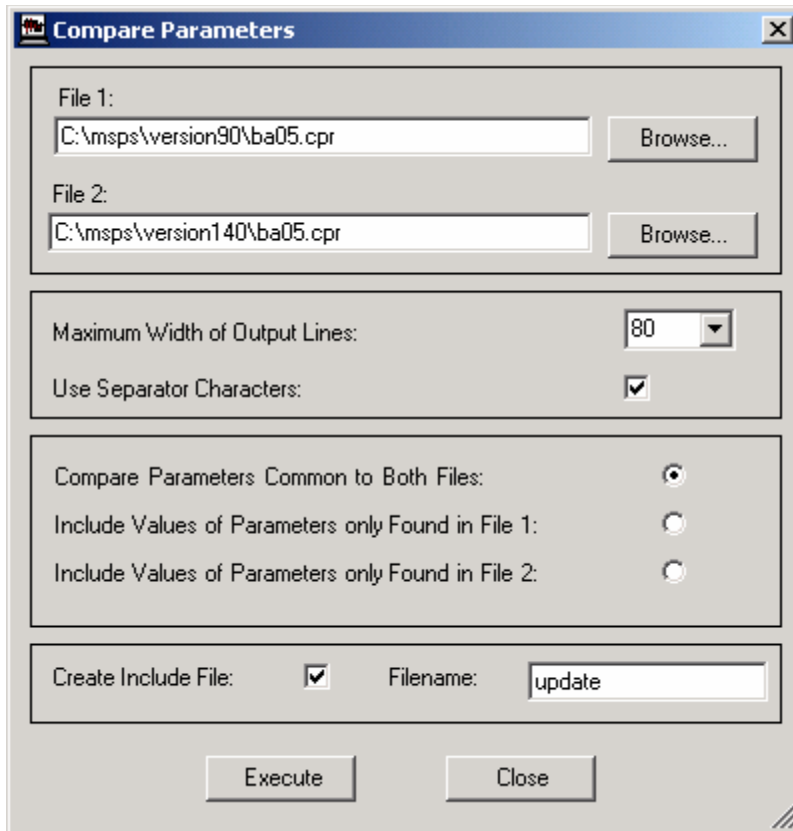 Compare Parameters
File 1:
C:\msps\version90\ba05.cpr
Browse...
File 2:
C:\msps\version140\ba05.cpr
Browse...
Maximum Width of Output Lines:
80
Use Separator Characters:
Compare Parameters Common to Both Files:
Include Values of Parameters only Found in File 1:
Include Values of Parameters only Found in File 2:
Create Include File:
Filename:
update
Execute
Close